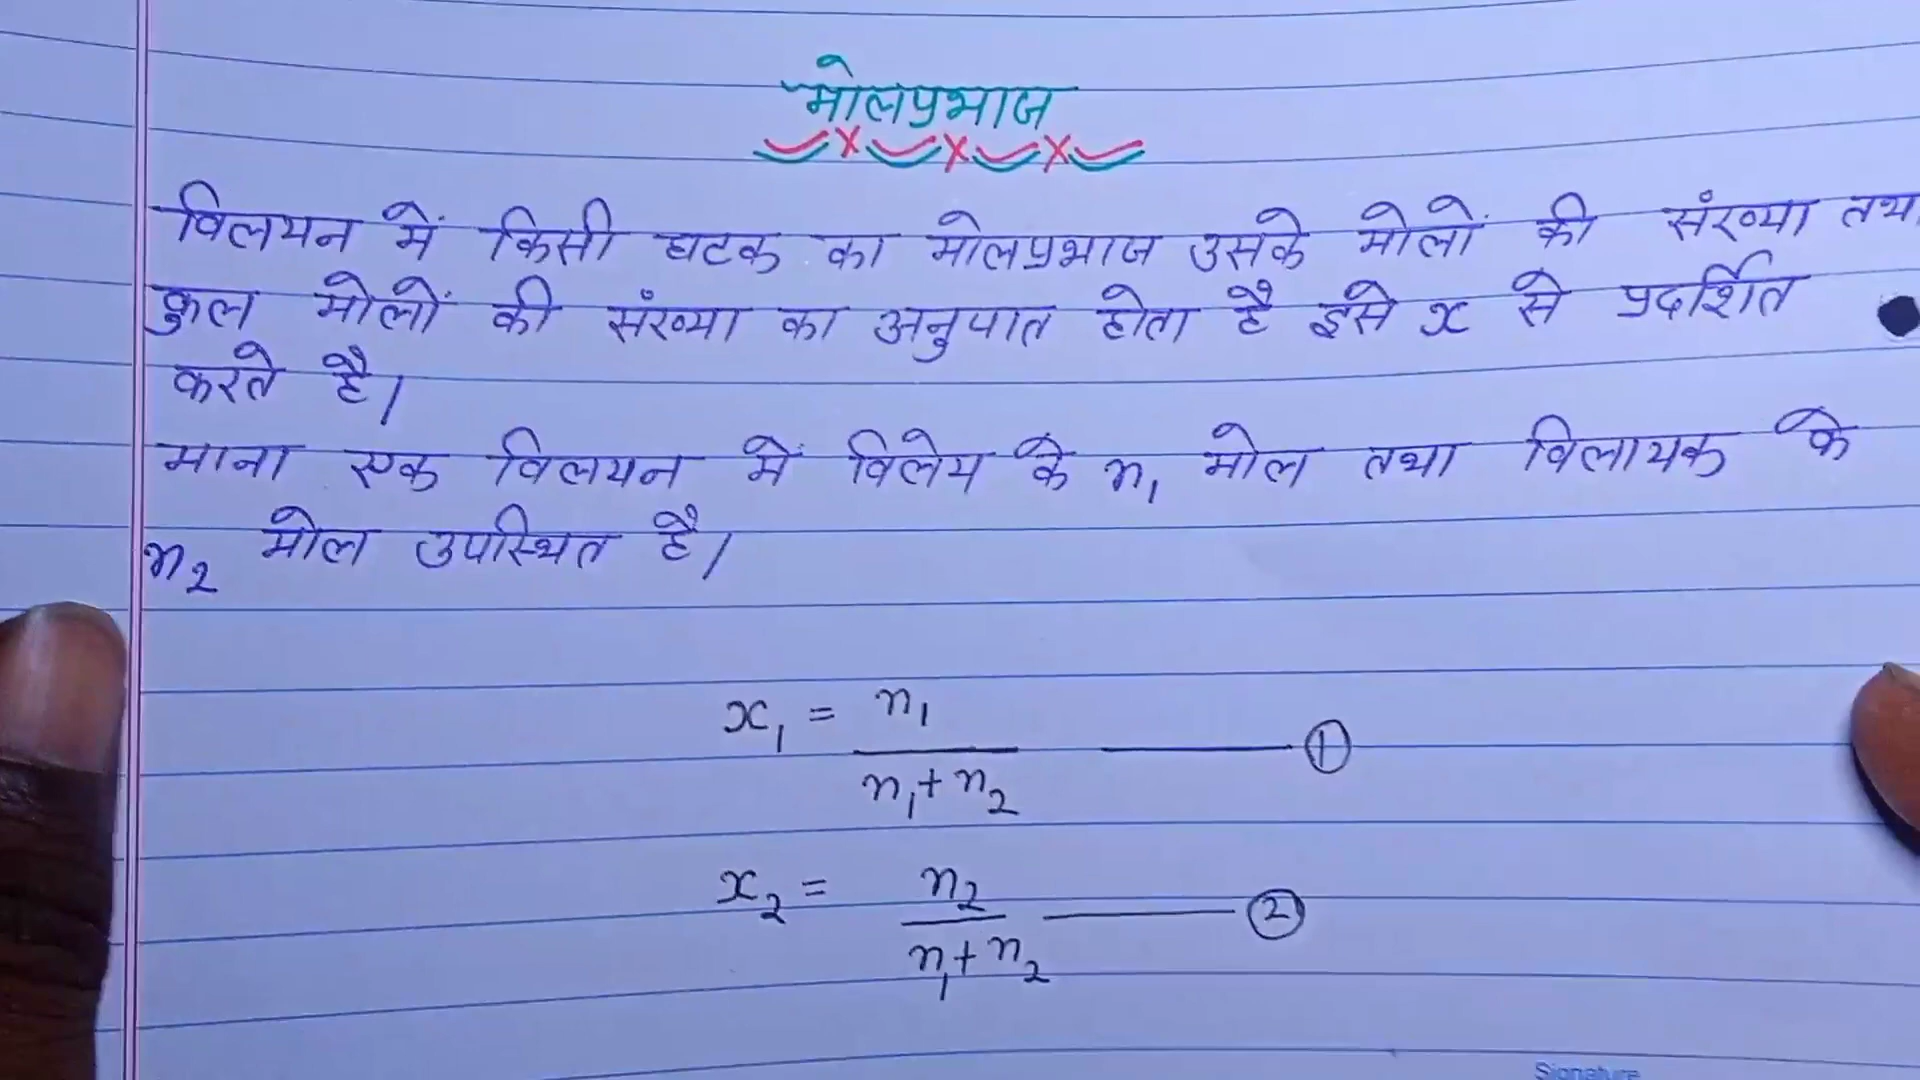 मोलप्रभाज
विलयन में किसी घटक का मोलप्रभाज उसके मोलों की संख्या तथा
कुल मोलों की संख्या का अनुपात होता है इसे x से प्रदर्शित
करते है।
माना एक विलयन में विलेय के n₁ मोल तथा विलायक के
n₂ मोल उपस्थित है।
x₁ = n₁ / n₁+n₂ —— ①
x₂ = n₂ / n₁+n₂ —— ②
Signature